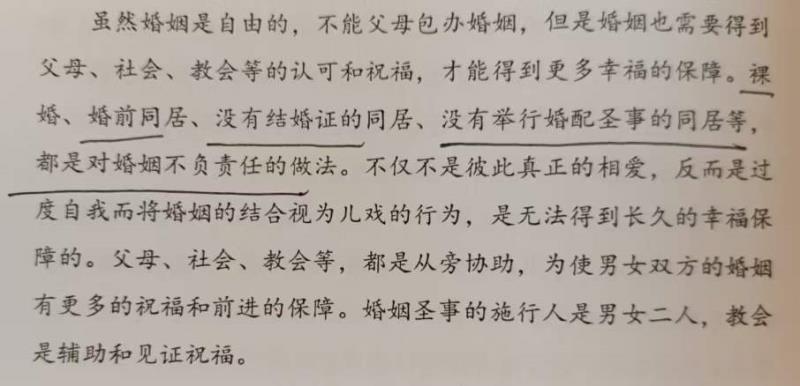 虽然婚姻是自由的，不能父母包办婚姻，但是婚姻也需要得到
父母、社会、教会等的认可和祝福，才能得到更多幸福的保障。裸
婚、婚前同居、没有结婚证的同居、没有举行婚配圣事的同居等，
都是对婚姻不负责任的做法。不仅不是彼此真正的相爱，反而是过
度自我而将婚姻的结合视为儿戏的行为，是无法得到长久的幸福保
障的。父母、社会、教会等，都是从旁协助，为使男女双方的婚姻
有更多的祝福和前进的保障。婚姻圣事的施行人是男女二人，教会
是辅助和见证祝福。